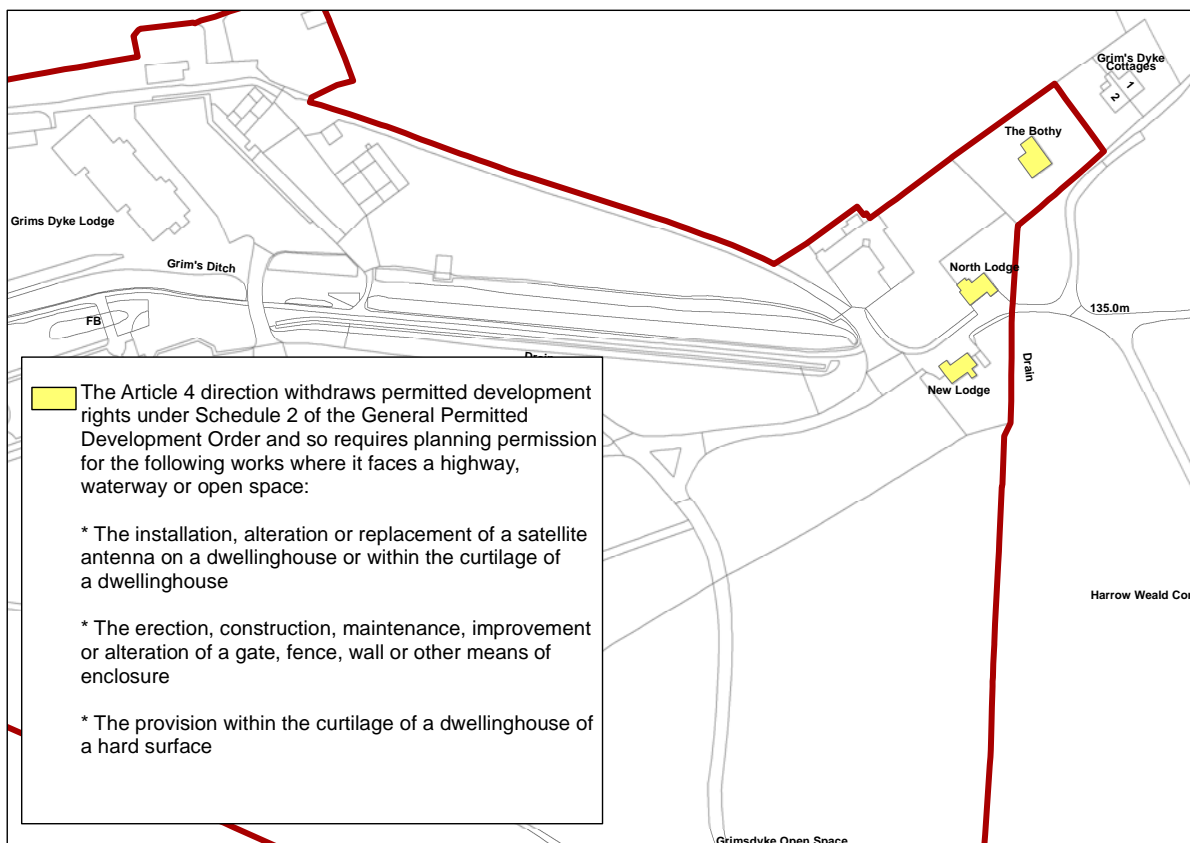 Grim's Dyke
Cottages
1
2
The Bothy
Grims Dyke Lodge
Grim's Ditch
North Lodge
FB
135.0m
Drain
New Lodge
The Article 4 direction withdraws permitted development
rights under Schedule 2 of the General Permitted
Development Order and so requires planning permission
for the following works where it faces a highway,
waterway or open space:
* The installation, alteration or replacement of a satellite
antenna on a dwellinghouse or within the curtilage of
a dwellinghouse
* The erection, construction, maintenance, improvement
or alteration of a gate, fence, wall or other means of
enclosure
* The provision within the curtilage of a dwellinghouse of
a hard surface
Harrow Weald Co
Grimsdyke Open Space